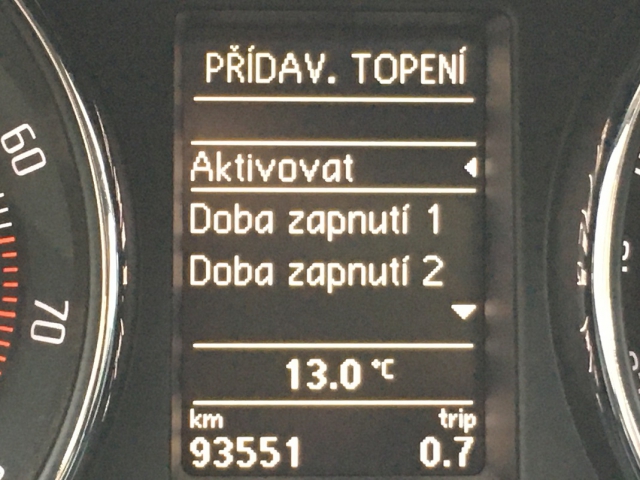 PŘÍDAV. TOPENÍ
Aktivovat
Doba zapnutí 1
Doba zapnutí 2
13.0 °C
km trip
93551 0.7
60
70